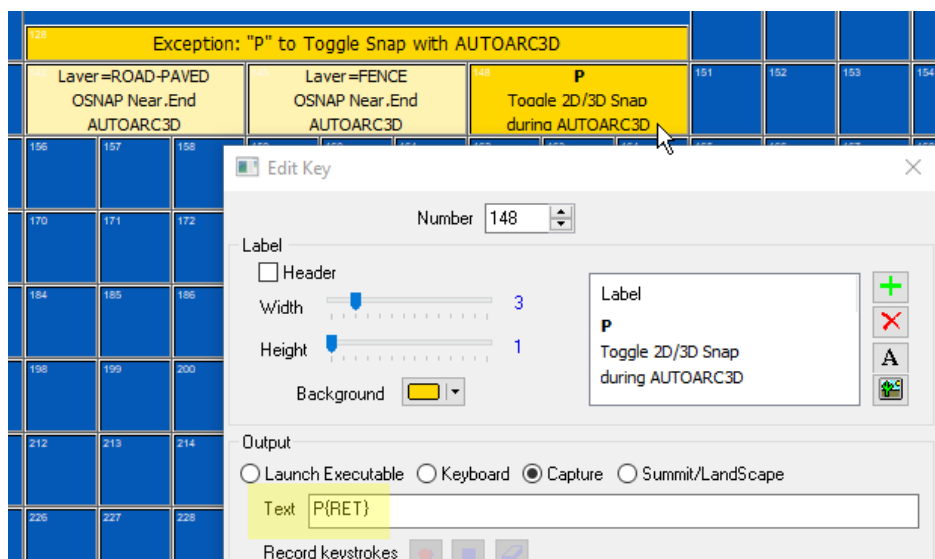 128
Exception: "P" to Toggle Snap with AUTOARC3D
Layer=ROAD-PAVED
OSNAP Near,End
AUTOARC3D
Layer=FENCE
OSNAP Near,End
AUTOARC3D
148
P
Toggle 2D/3D Snap
during AUTOARC3D
151 152 153 154
156 157 158
Edit Key
Number 148
170 171 172
Label
Header
Width 3
Label
P
Toggle 2D/3D Snap
during AUTOARC3D
A
184 185 186
Height 1
198 199 200
Background
212 213 214
Output
Launch Executable Keyboard Capture Summit/LandScape
Text P{RET}
226 227 228
Record keystrokes